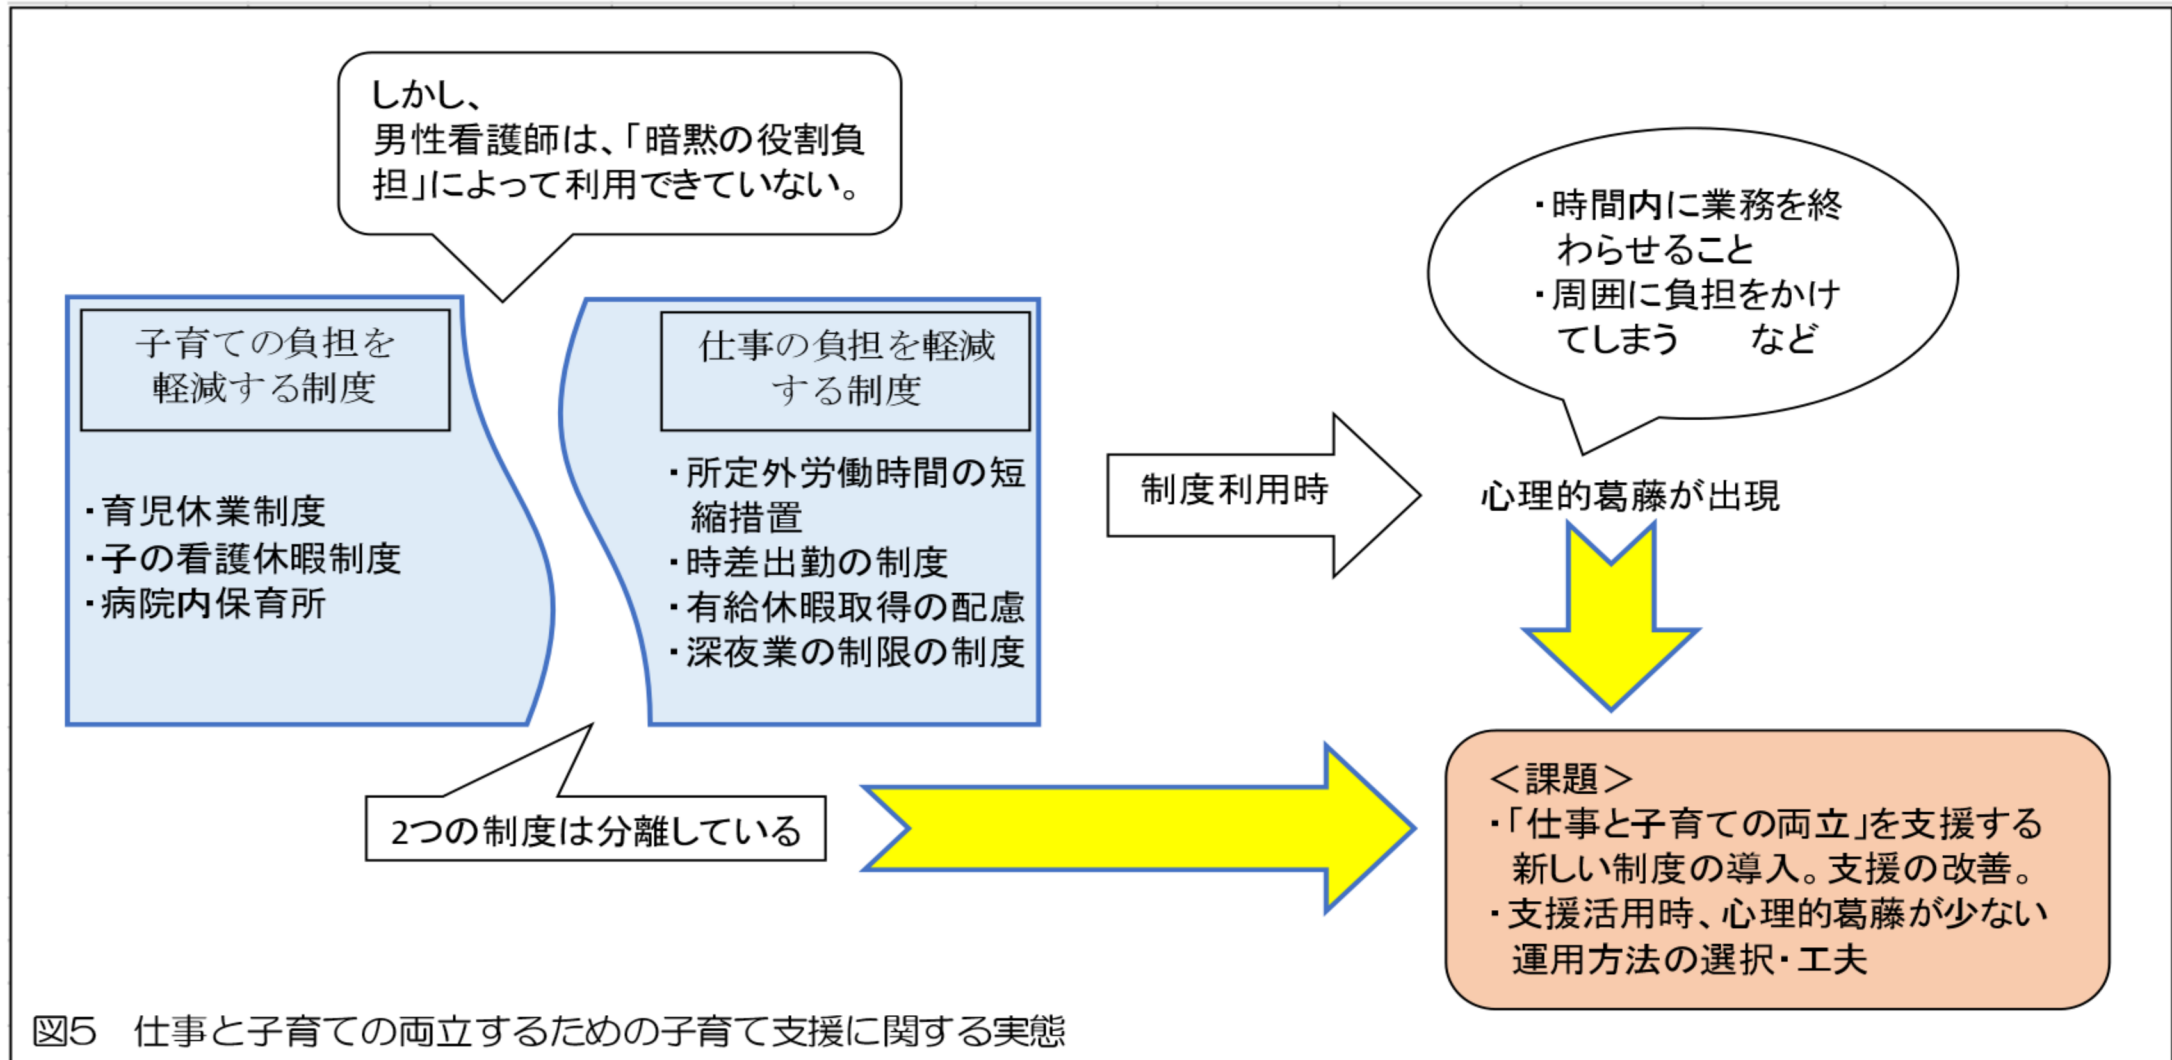 しかし、
男性看護師は、「暗黙の役割負
担」によって利用できていない。
子育ての負担を
軽減する制度
・育児休業制度
・子の看護休暇制度
・病院内保育所
仕事の負担を軽減
する制度
・所定外労働時間の短
縮措置
・時差出勤の制度
・有給休暇取得の配慮
・深夜業の制限の制度
2つの制度は分離している
制度利用時
・時間内に業務を終
わらせること
・周囲に負担をかけ
てしまう　　など
心理的葛藤が出現
＜課題＞
・「仕事と子育ての両立」を支援する
新しい制度の導入。支援の改善。
・支援活用時、心理的葛藤が少ない
運用方法の選択・工夫
図5　仕事と子育ての両立するための子育て支援に関する実態